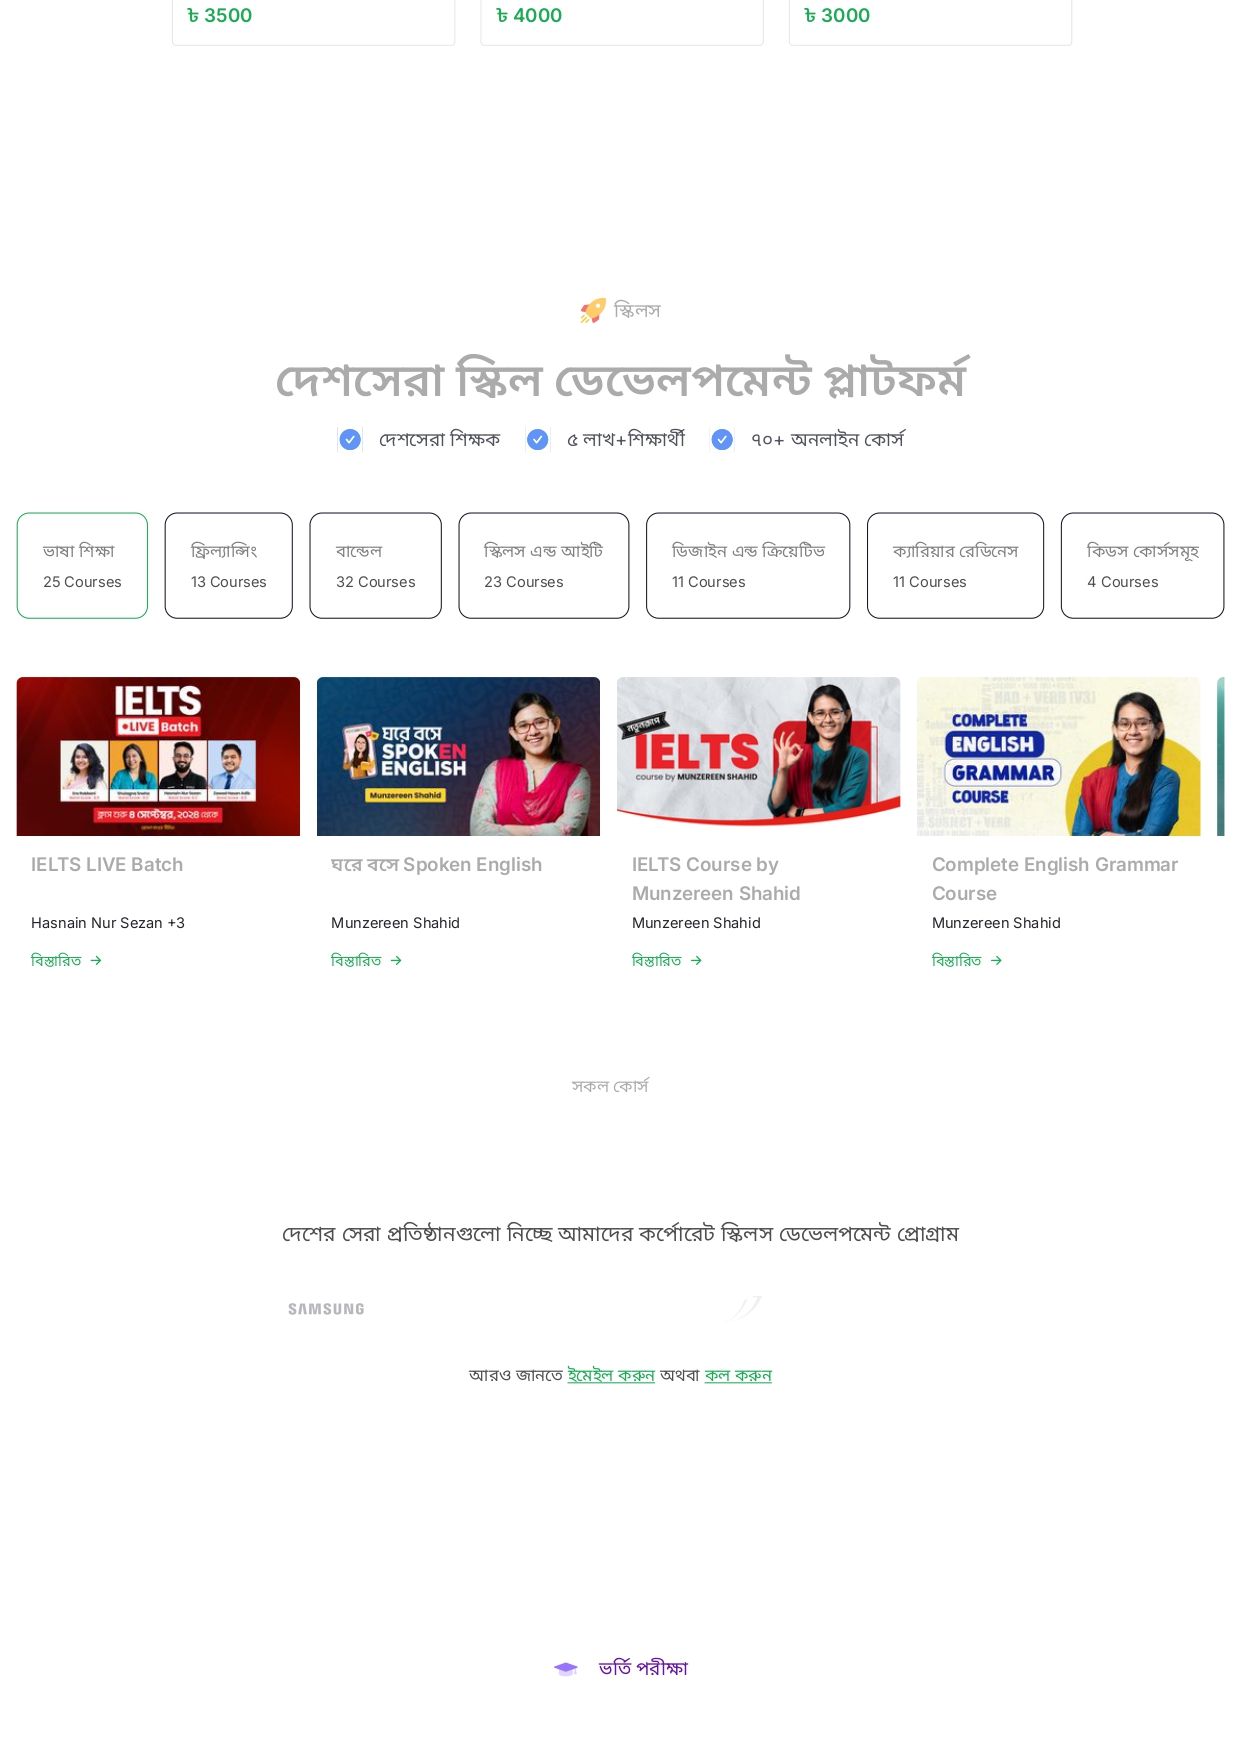 ৳ 3500
৳ 4000
৳ 3000
স্কিলস
দেশসেরা স্কিল ডেভেলপমেন্ট প্লাটফর্ম
দেশসেরা শিক্ষক
৫ লাখ+শিক্ষার্থী
৭০+ অনলাইন কোর্স
ভাষা শিক্ষা
25 Courses
ফ্রিল্যান্সিং
13 Courses
বান্ডেল
32 Courses
স্কিলস এন্ড আইটি
23 Courses
ডিজাইন এন্ড ক্রিয়েটিভ
11 Courses
ক্যারিয়ার রেডিনেস
11 Courses
কিডস কোর্সসমূহ
4 Courses
IELTS
LIVE Batch
ক্লাস শুরু ৪ সেপ্টেম্বর, ২০২৪ থেকে
ঘরে বসে
SPOKEN
ENGLISH
Munzereen Shahid
নতুনরূপে
IELTS
course by MUNZEREEN SHAHID
COMPLETE
ENGLISH
GRAMMAR
COURSE
IELTS LIVE Batch
Hasnain Nur Sezan +3
বিস্তারিত →
ঘরে বসে Spoken English
Munzereen Shahid
বিস্তারিত →
IELTS Course by
Munzereen Shahid
Munzereen Shahid
বিস্তারিত →
Complete English Grammar
Course
Munzereen Shahid
বিস্তারিত →
সকল কোর্স
দেশের সেরা প্রতিষ্ঠানগুলো নিচ্ছে আমাদের কর্পোরেট স্কিলস ডেভেলপমেন্ট প্রোগ্রাম
SAMSUNG
আরও জানতে ইমেইল করুন অথবা কল করুন
ভর্তি পরীক্ষা